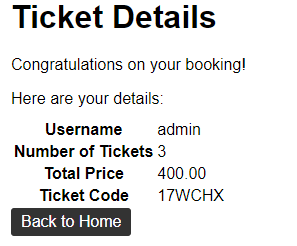 Ticket Details
Congratulations on your booking!
Here are your details:
Username admin
Number of Tickets 3
Total Price 400.00
Ticket Code 17WCHX
Back to Home